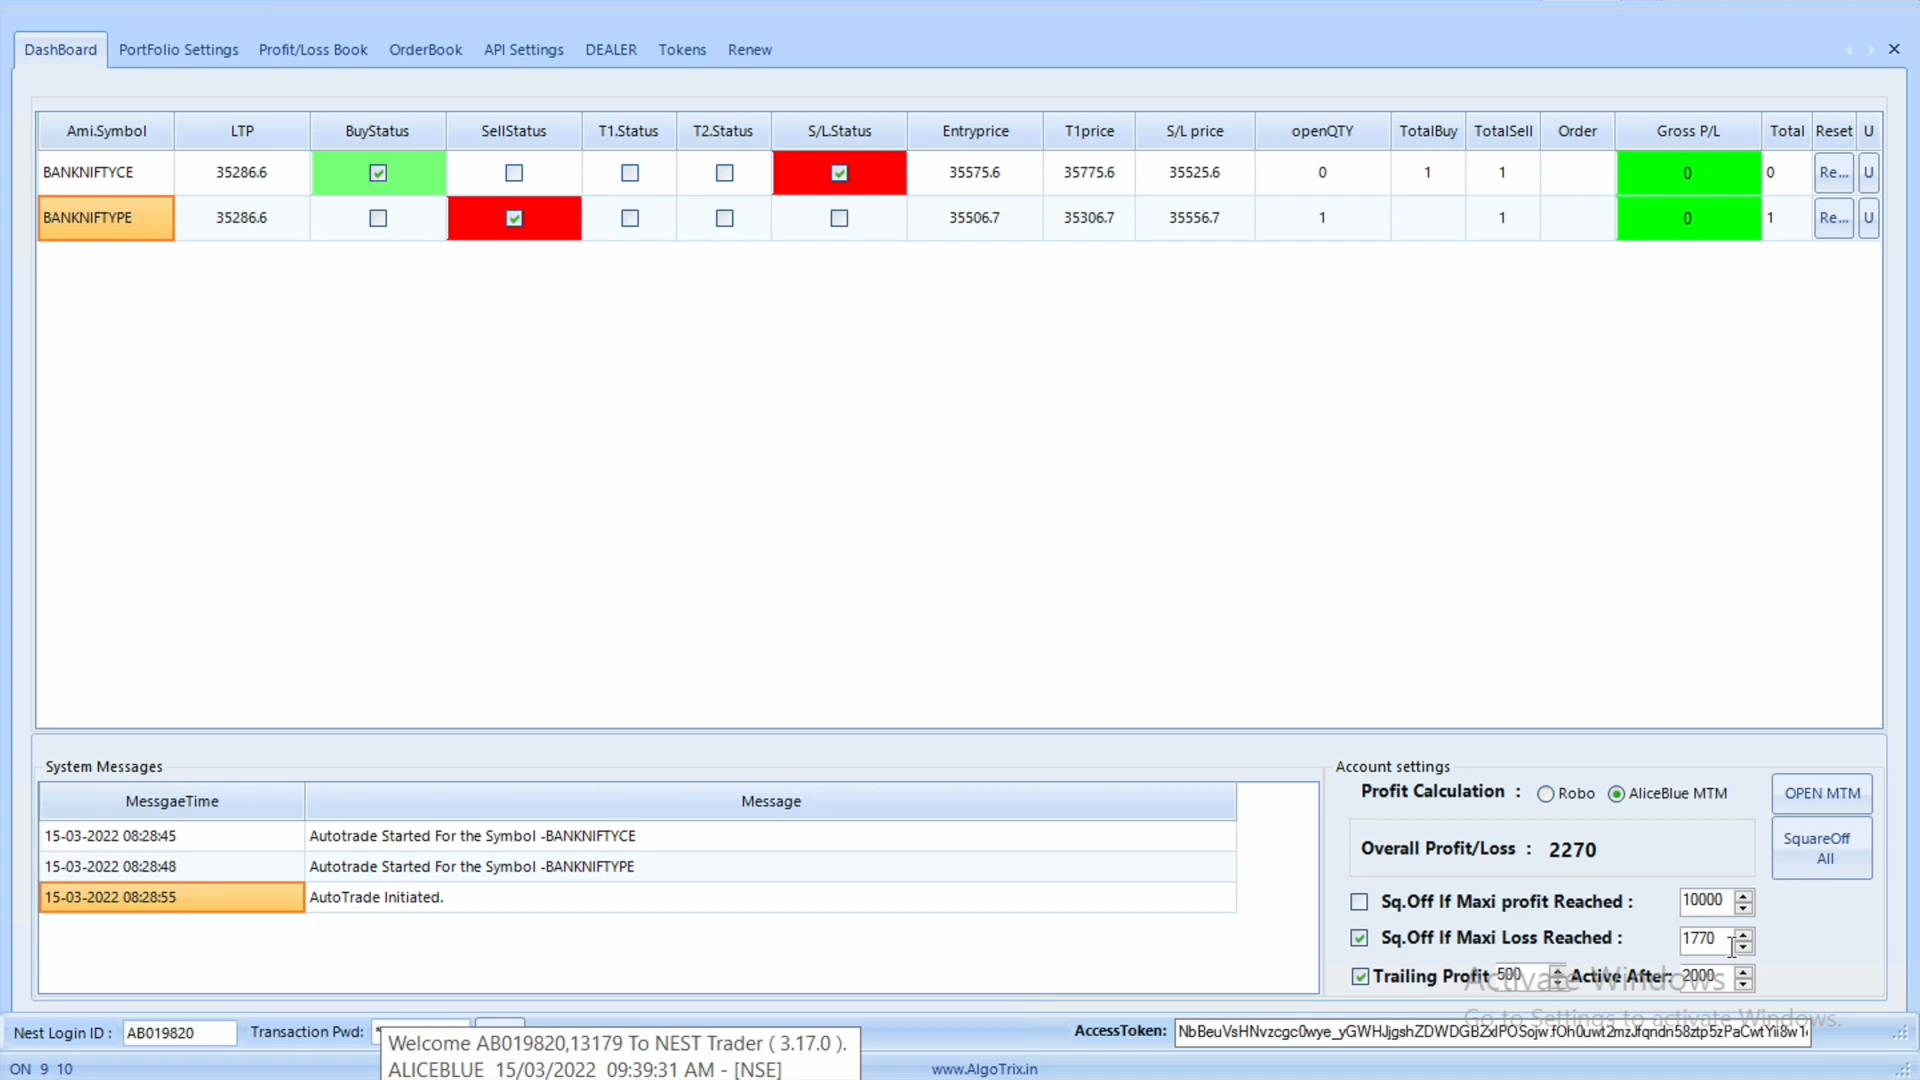 DashBoard PortFolio Settings Profit/Loss Book OrderBook API Settings DEALER Tokens Renew
Ami.Symbol LTP BuyStatus SellStatus T1.Status T2.Status S/L.Status Entryprice T1price S/L price openQTY TotalBuy TotalSell Order Gross P/L Total Reset U
BANKNIFTYCE 35286.6 35575.6 35775.6 35525.6 0 1 1 0 0 Re... U
BANKNIFTYPE 35286.6 35506.7 35306.7 35556.7 1 1 0 1 Re... U
System Messages
MessgaeTime Message
15-03-2022 08:28:45 Autotrade Started For the Symbol -BANKNIFTYCE
15-03-2022 08:28:48 Autotrade Started For the Symbol -BANKNIFTYPE
15-03-2022 08:28:55 AutoTrade Initiated.
Account settings
Profit Calculation : Robo AliceBlue MTM OPEN MTM
Overall Profit/Loss : 2270
SquareOff
All
Sq.Off If Maxi profit Reached : 10000
Sq.Off If Maxi Loss Reached : 1770
Trailing Profit 500 Active After: 2000
Activate Windows
Go to Settings to activate Windows.
Nest Login ID : AB019820 Transaction Pwd: *
AccessToken:
Welcome AB019820,13179 To NEST Trader ( 3.17.0 ).
ALICEBLUE 15/03/2022 09:39:31 AM - [NSE]
ON 9 10
www.AlgoTrix.in